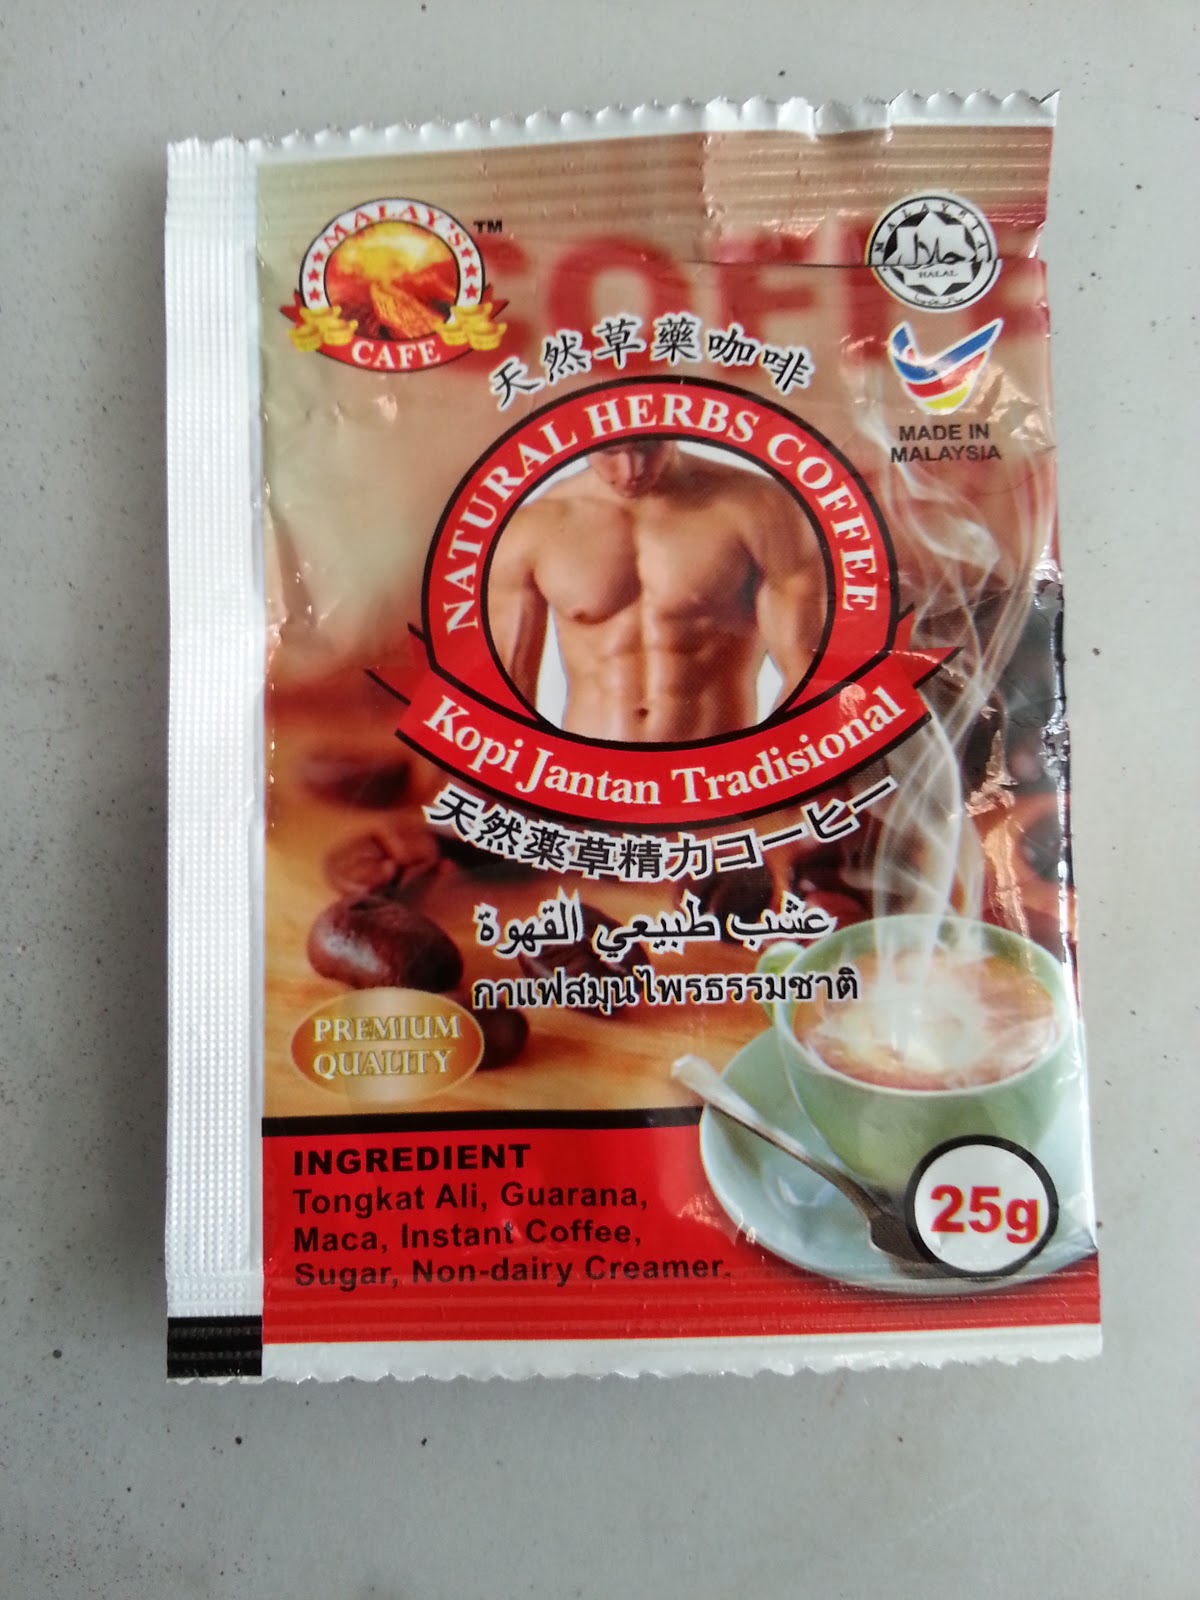 MALAY'S
CAFE
TM
COFFEE
MALAYSIA
حلال
HALAL
MADE IN
MALAYSIA
天然草藥咖啡
NATURAL HERBS COFFEE
Kopi Jantan Tradisional
天然薬草精力コーヒー
عشب طبيعي القهوة
กาแฟสมุนไพรธรรมชาติ
PREMIUM
QUALITY
INGREDIENT
Tongkat Ali, Guarana,
Maca, Instant Coffee,
Sugar, Non-dairy Creamer.
25g